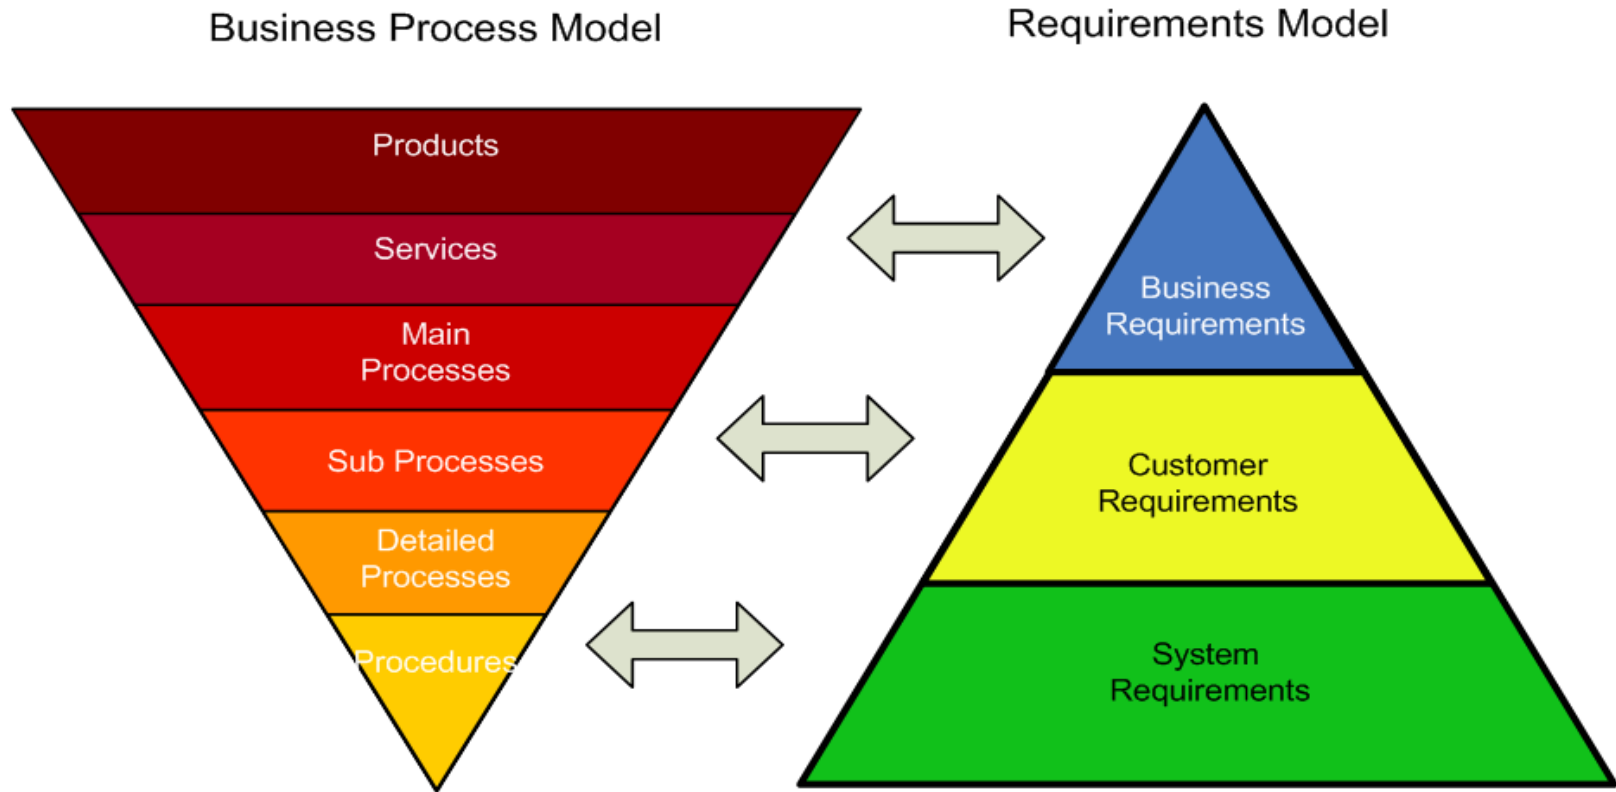 Business Process Model
Requirements Model
Products
Services
Main
Processes
Sub Processes
Detailed
Processes
Procedures
Business
Requirements
Customer
Requirements
System
Requirements